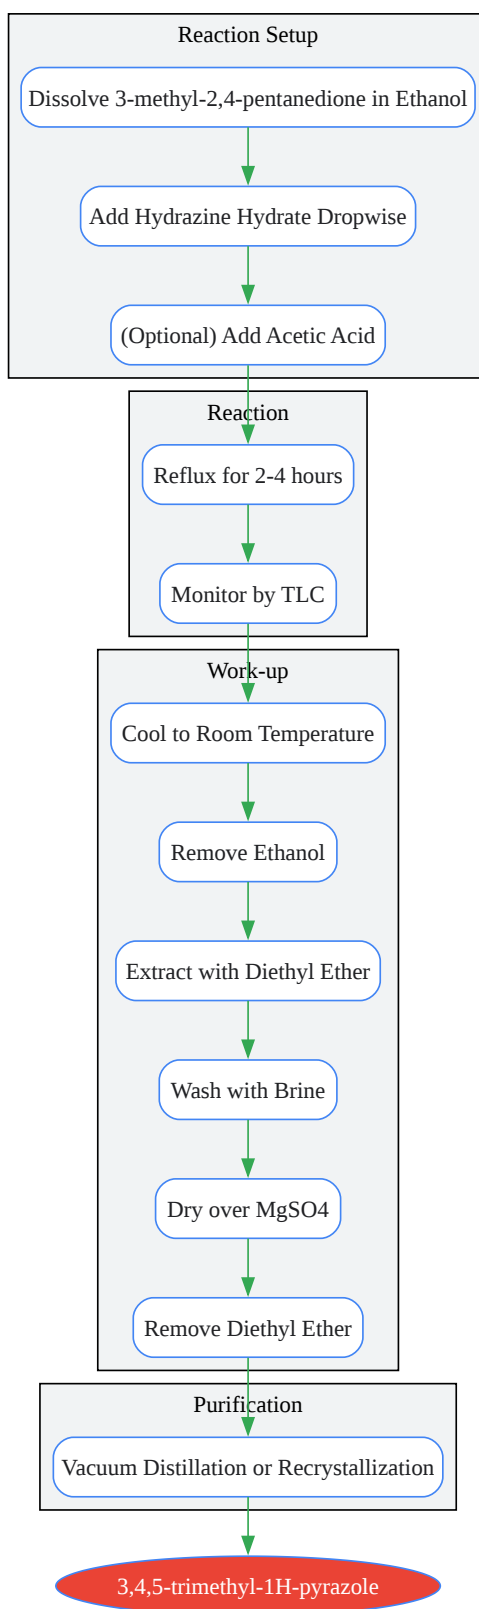 Reaction Setup
Dissolve 3-methyl-2,4-pentanedione in Ethanol
Add Hydrazine Hydrate Dropwise
(Optional) Add Acetic Acid
Reaction
Reflux for 2-4 hours
Monitor by TLC
Work-up
Cool to Room Temperature
Remove Ethanol
Extract with Diethyl Ether
Wash with Brine
Dry over MgSO4
Remove Diethyl Ether
Purification
Vacuum Distillation or Recrystallization
3,4,5-trimethyl-1H-pyrazole